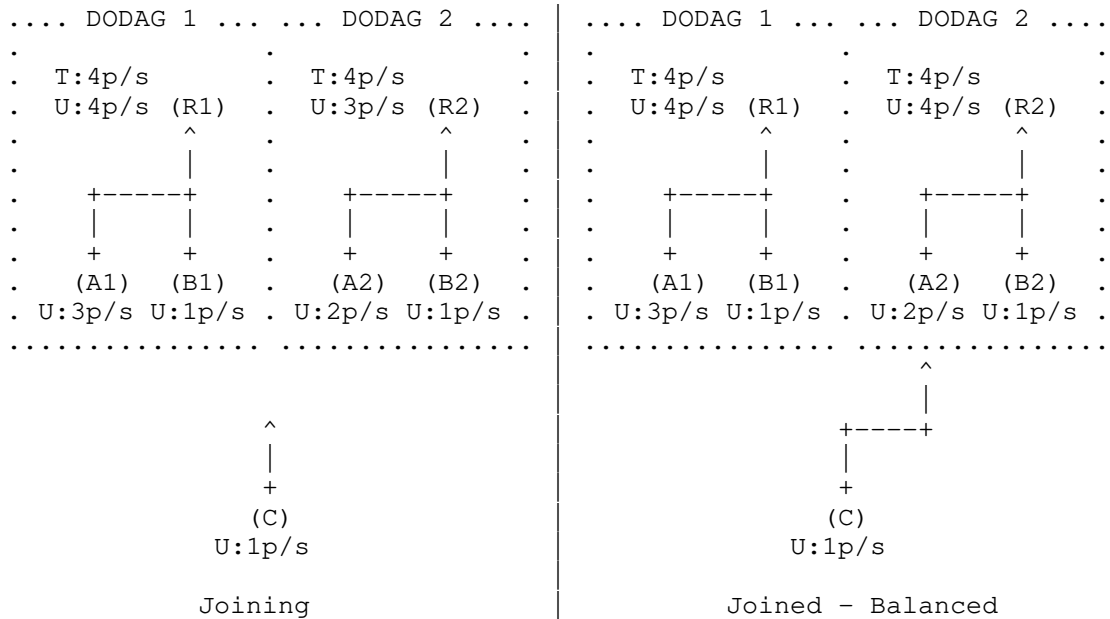 .... DODAG 1 ... ... DODAG 2 .... | .... DODAG 1 ... ... DODAG 2 ....
T:4p/s T:4p/s T:4p/s T:4p/s
U:4p/s (R1) U:3p/s (R2) U:4p/s (R1) U:4p/s (R2)
(A1) (B1) (A2) (B2) (A1) (B1) (A2) (B2)
U:3p/s U:1p/s U:2p/s U:1p/s U:3p/s U:1p/s U:2p/s U:1p/s
(C) (C)
U:1p/s U:1p/s
Joining Joined - Balanced